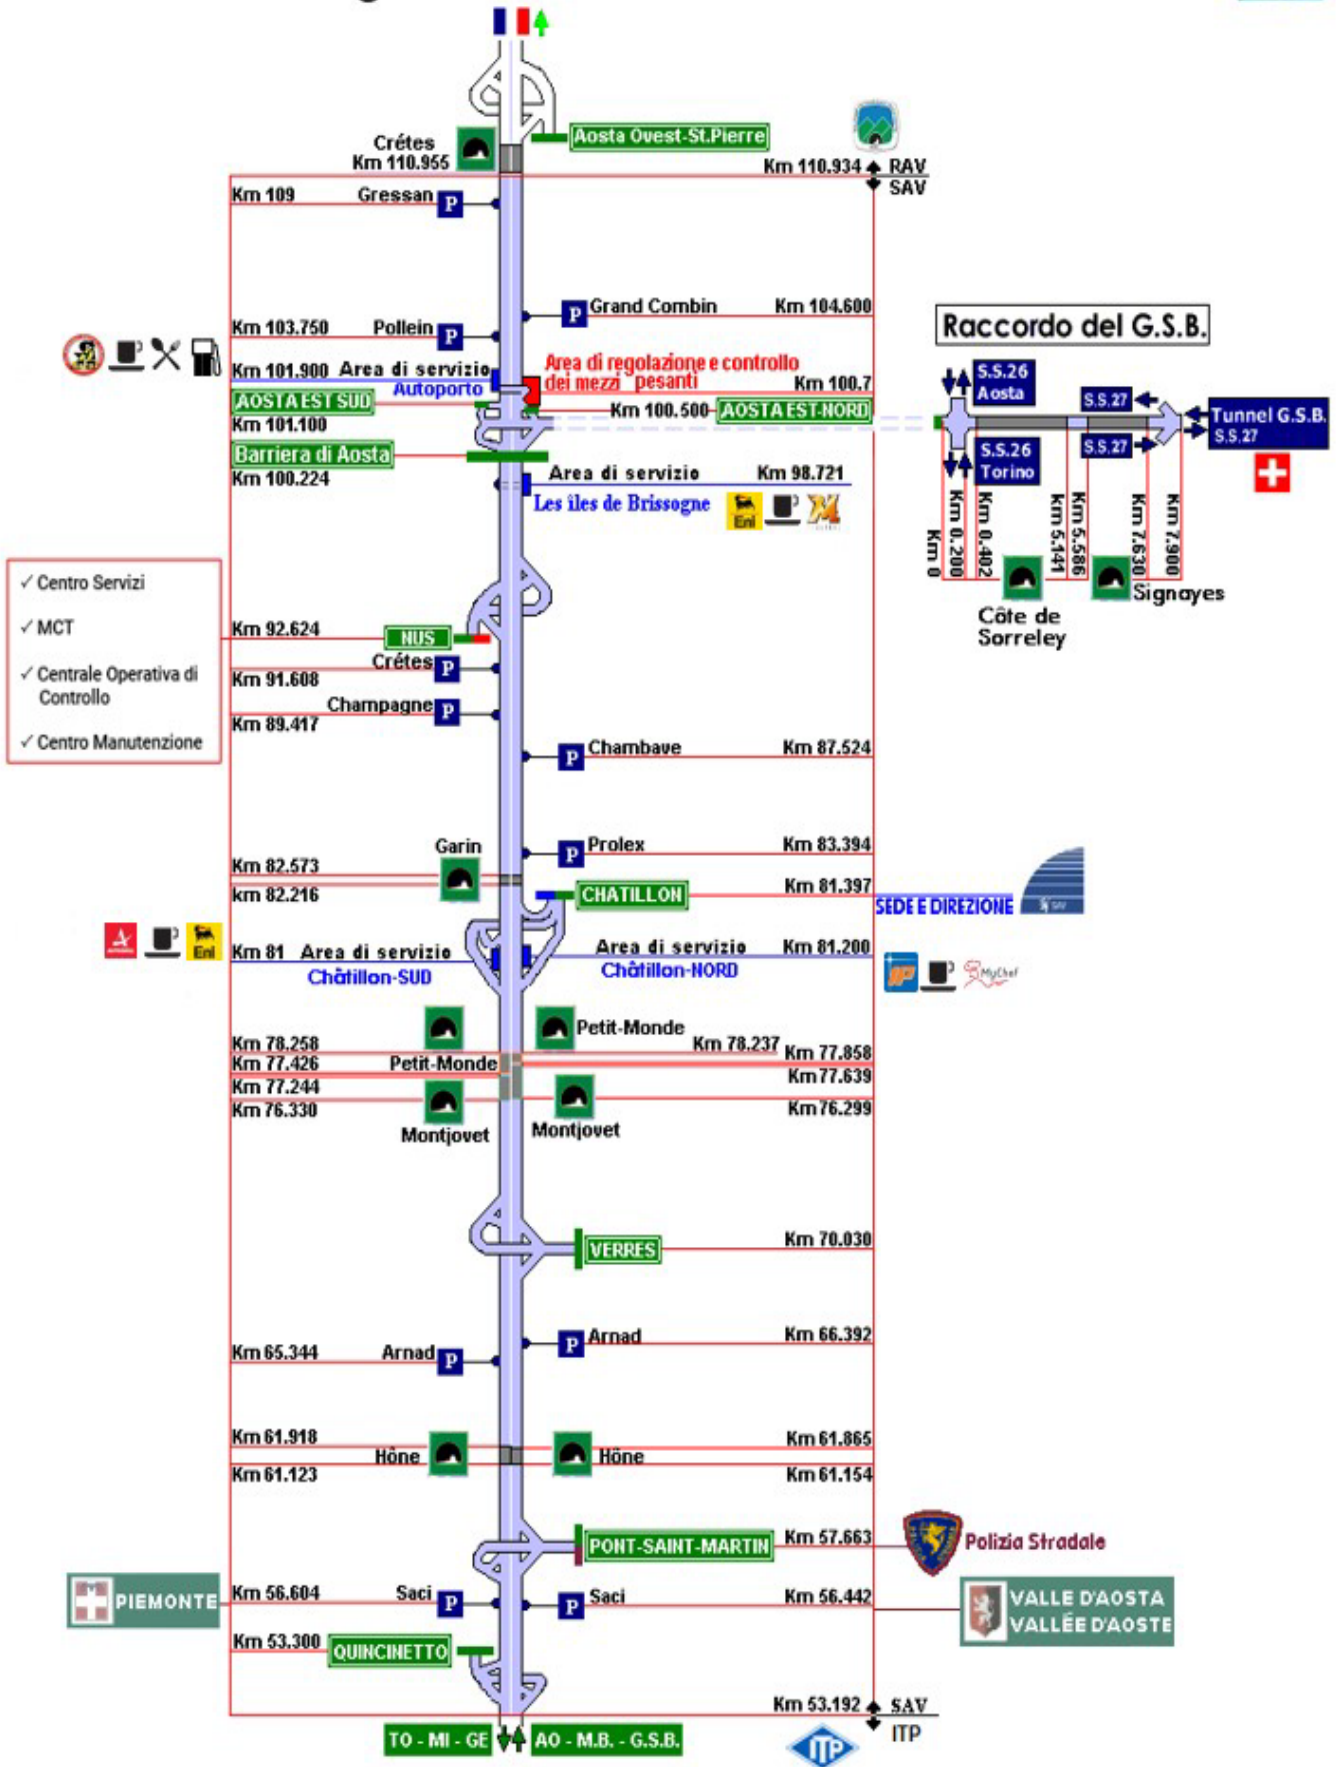 Aosta Ovest-St.Pierre
Crétes
Km 110.955
Km 110.934
RAV
SAV
Km 109
Gressan
P
P
Grand Combin
Km 104.600
Km 103.750
Pollein
P
Km 101.900
Area di servizio
Autoporto
Area di regolazione e controllo
dei mezzi pesanti
Km 100.7
AOSTA EST SUD
Km 101.100
Km 100.500
AOSTA EST-NORD
Barriera di Aosta
Km 100.224
Area di servizio
Km 98.721
Les îles de Brissogne
Eni
Raccordo del G.S.B.
S.S.26
Aosta
S.S.27
Tunnel G.S.B.
S.S.27
S.S.26
Torino
S.S.27
Km 0
Km 0.200
Km 0.402
km 5.141
Km 5.586
Km 7.630
Km 7.900
Côte de
Sorreley
Signayes
✓ Centro Servizi
✓ MCT
✓ Centrale Operativa di
Controllo
✓ Centro Manutenzione
Km 92.624
NUS
Crétes
P
Km 91.608
Champagne
P
Km 89.417
P
Chambave
Km 87.524
P
Prolex
Km 83.394
Garin
Km 82.573
Km 82.216
CHATILLON
Km 81.397
SEDE E DIREZIONE
SAV
Eni
Km 81
Area di servizio
Châtillon-SUD
Area di servizio
Km 81.200
Châtillon-NORD
IP
MyChef
Petit-Monde
Km 78.258
Km 78.237
Km 77.858
Km 77.426
Petit-Monde
Km 77.639
Km 77.244
Km 76.330
Km 76.299
Montjovet
Montjovet
VERRES
Km 70.030
P
Arnad
Km 66.392
Km 65.344
Arnad
P
Km 61.918
Km 61.865
Hône
Hône
Km 61.123
Km 61.154
PONT-SAINT-MARTIN
Km 57.663
Polizia Stradale
PIEMONTE
Km 56.604
Saci
P
P
Saci
Km 56.442
VALLE D'AOSTA
VALLÉE D'AOSTE
Km 53.300
QUINCINETTO
Km 53.192
SAV
ITP
TO - MI - GE
AO - M.B. - G.S.B.
ITP